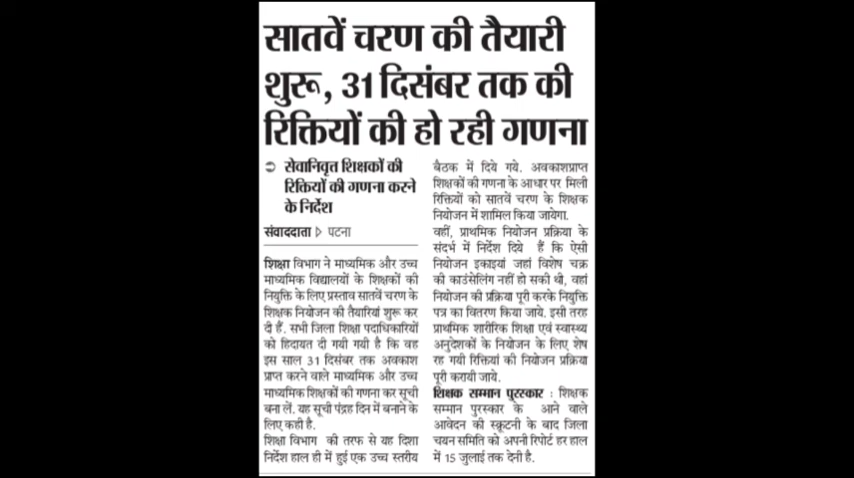 सातवें चरण की तैयारी
शुरू, 31 दिसंबर तक की
रिक्तियों की हो रही गणना
सेवानिवृत्त शिक्षकों की
रिक्तियों की गणना करने
के निर्देश
संवाददाता ▷ पटना
शिक्षा विभाग ने माध्यमिक और उच्च
माध्यमिक विद्यालयों के शिक्षकों की
नियुक्ति के लिए प्रस्ताव सातवें चरण के
शिक्षक नियोजन की तैयारियां शुरू कर
दी हैं. सभी जिला शिक्षा पदाधिकारियों
को हिदायत दी गयी गयी है कि वह
इस साल 31 दिसंबर तक अवकाश
प्राप्त करने वाले माध्यमिक और उच्च
माध्यमिक शिक्षकों की गणना कर सूची
बना लें. यह सूची पंद्रह दिन में बनाने के
लिए कही है.
शिक्षा विभाग की तरफ से यह दिशा
निर्देश हाल ही में हुई एक उच्च स्तरीय
बैठक में दिये गये. अवकाशप्राप्त
शिक्षकों की गणना के आधार पर मिली
रिक्तियों को सातवें चरण के शिक्षक
नियोजन में शामिल किया जायेगा.
वहीं, प्राथमिक नियोजन प्रक्रिया के
संदर्भ में निर्देश दिये हैं कि ऐसी
नियोजन इकाइयां जहां विशेष चक्र
की काउंसेलिंग नहीं हो सकी थी, वहां
नियोजन की प्रक्रिया पूरी करके नियुक्ति
पत्र का वितरण किया जाये. इसी तरह
प्राथमिक शारीरिक शिक्षा एवं स्वास्थ्य
अनुदेशकों के नियोजन के लिए शेष
रह गयी रिक्तियां की नियोजन प्रक्रिया
पूरी करायी जाये.
शिक्षक सम्मान पुरस्कार : शिक्षक
सम्मान पुरस्कार के आने वाले
आवेदन की स्क्रूटनी के बाद जिला
चयन समिति को अपनी रिपोर्ट हर हाल
में 15 जुलाई तक देनी है.